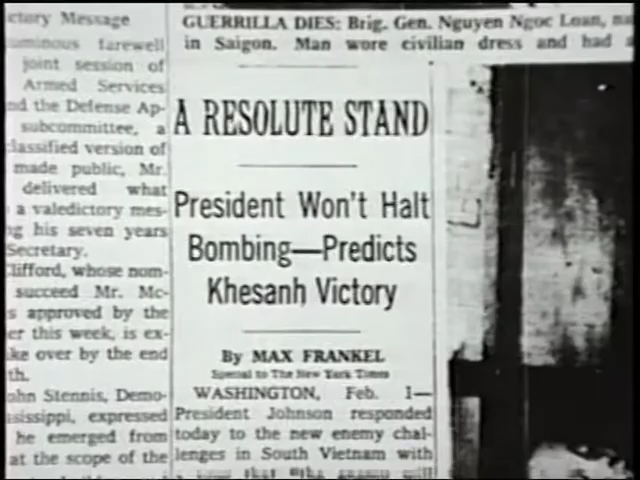 ctory Message
uminous farewell
joint session of
Armed Services
nd the Defense Ap-
subcommittee, a
classified version of
made public, Mr.
delivered what
a valedictory mes-
ng his seven years
Secretary.
Clifford, whose nom-
succeed Mr. Mc-
s approved by the
er this week, is ex-
ke over by the end
th.
ohn Stennis, Demo-
sissippi, expressed
he emerged from
at the scope of the
GUERRILLA DIES: Brig. Gen. Nguyen Ngoc Loan, na
in Saigon. Man wore civilian dress and had a
A RESOLUTE STAND
President Won't Halt
Bombing—Predicts
Khesanh Victory
By MAX FRANKEL
Special to The New York Times
WASHINGTON, Feb. 1—
President Johnson responded
today to the new enemy chal-
lenges in South Vietnam with